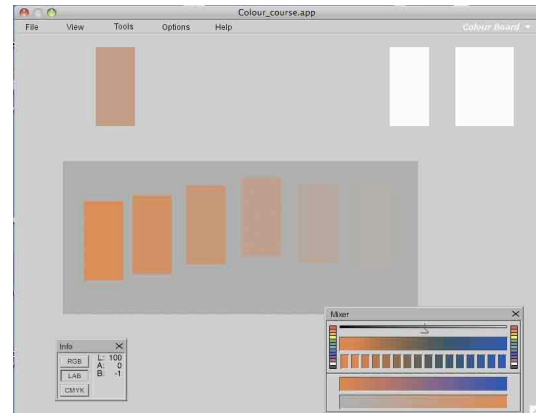 Colour_course.app
File View Tools Options Help Colour Board
Info
RGB L: 100
LAB A: 0
CMYK B: -1
Mixer